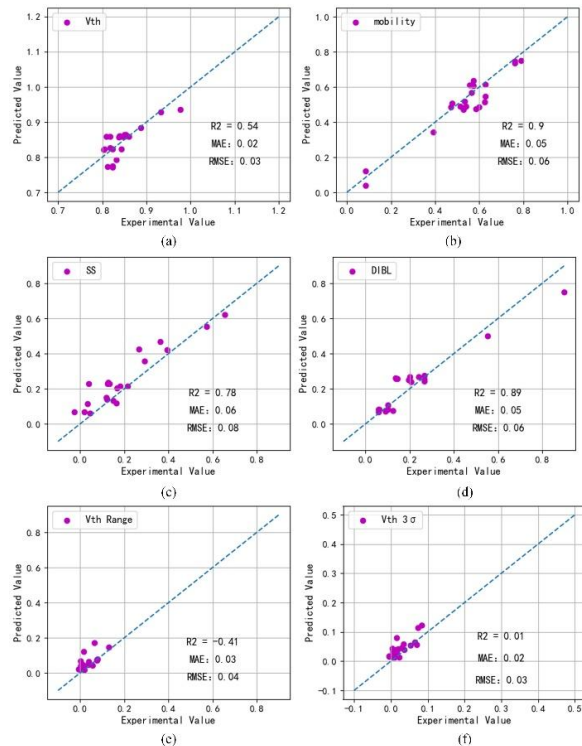 Vth
1.2
1.1
1.0
0.9
0.8
0.7
Predicted Value
R2 = 0.54
MAE: 0.02
RMSE: 0.03
0.7 0.8 0.9 1.0 1.1 1.2
Experimental Value
(a)
mobility
1.0
0.8
0.6
0.4
0.2
0.0
Predicted Value
R2 = 0.9
MAE: 0.05
RMSE: 0.06
0.0 0.2 0.4 0.6 0.8 1.0
Experimental Value
(b)
SS
0.8
0.6
0.4
0.2
0.0
Predicted Value
R2 = 0.78
MAE: 0.06
RMSE: 0.08
0.0 0.2 0.4 0.6 0.8
Experimental Value
(c)
DIBL
0.8
0.6
0.4
0.2
0.0
Predicted Value
R2 = 0.89
MAE: 0.05
RMSE: 0.06
0.0 0.2 0.4 0.6 0.8
Experimental Value
(d)
Vth Range
0.8
0.6
0.4
0.2
0.0
Predicted Value
R2 = -0.41
MAE: 0.03
RMSE: 0.04
0.0 0.2 0.4 0.6 0.8
Experimental Value
(e)
Vth 3σ
0.5
0.4
0.3
0.2
0.1
0.0
-0.1
Predicted Value
R2 = 0.01
MAE: 0.02
RMSE: 0.03
-0.1 0.0 0.1 0.2 0.3 0.4 0.5
Experimental Value
(f)